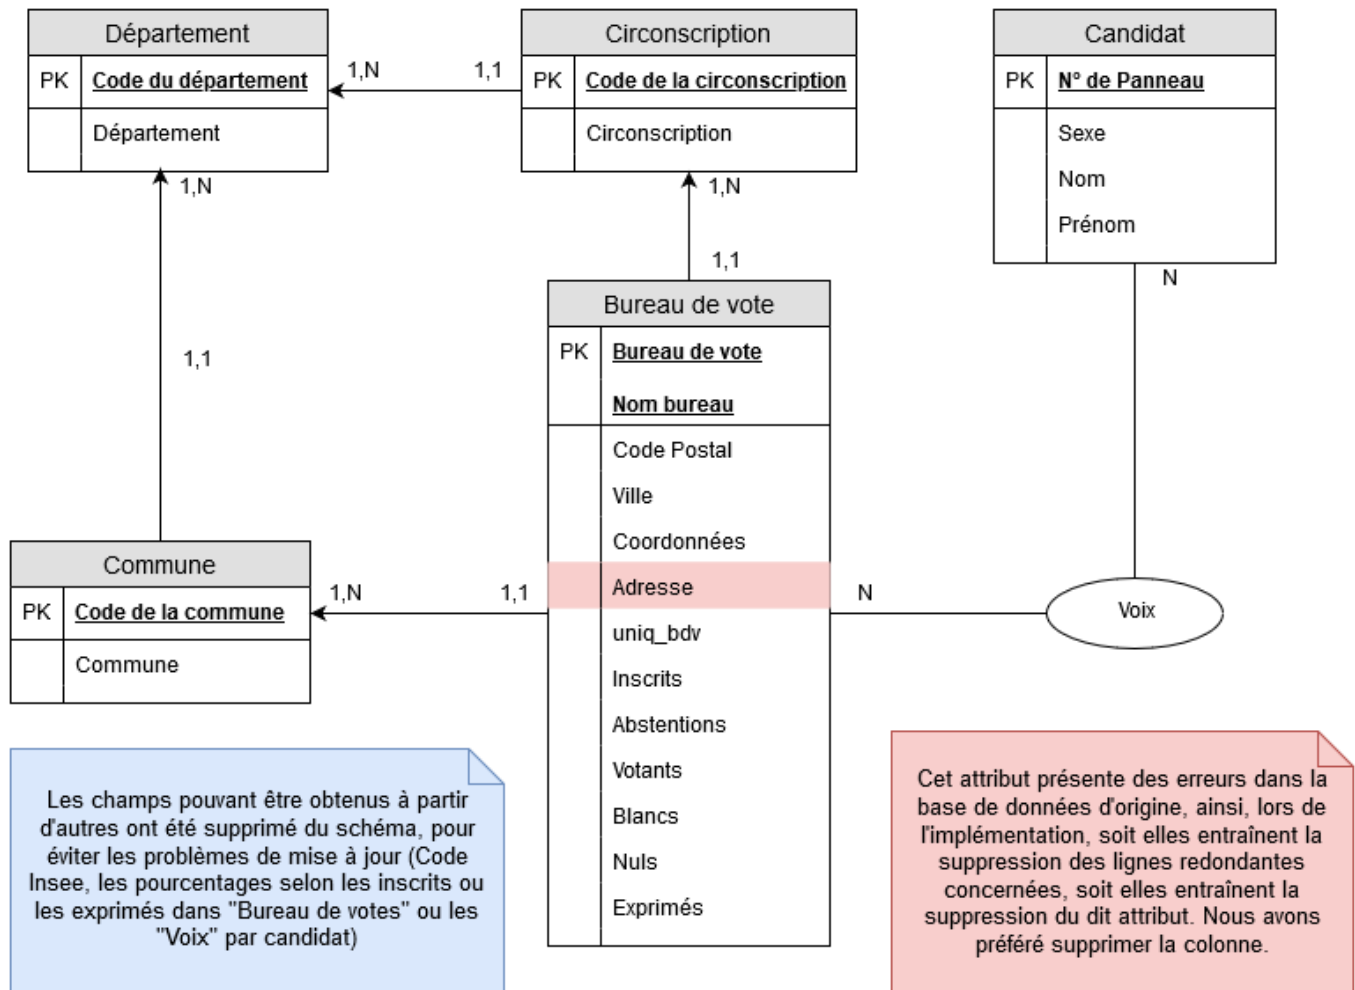 Département
PK Code du département
Département
1,N
1,1
Circonscription
PK Code de la circonscription
Circonscription
Candidat
PK N° de Panneau
Sexe
Nom
Prénom
1,N
1,N
1,1
N
1,1
Bureau de vote
PK Bureau de vote
Nom bureau
Code Postal
Ville
Coordonnées
Adresse
uniq_bdv
Inscrits
Abstentions
Votants
Blancs
Nuls
Exprimés
Commune
PK Code de la commune
Commune
1,N
1,1
N
Voix
Les champs pouvant être obtenus à partir
d'autres ont été supprimé du schéma, pour
éviter les problèmes de mise à jour (Code
Insee, les pourcentages selon les inscrits ou
les exprimés dans "Bureau de votes" ou les
"Voix" par candidat)
Cet attribut présente des erreurs dans la
base de données d'origine, ainsi, lors de
l'implémentation, soit elles entraînent la
suppression des lignes redondantes
concernées, soit elles entraînent la
suppression du dit attribut. Nous avons
préféré supprimer la colonne.